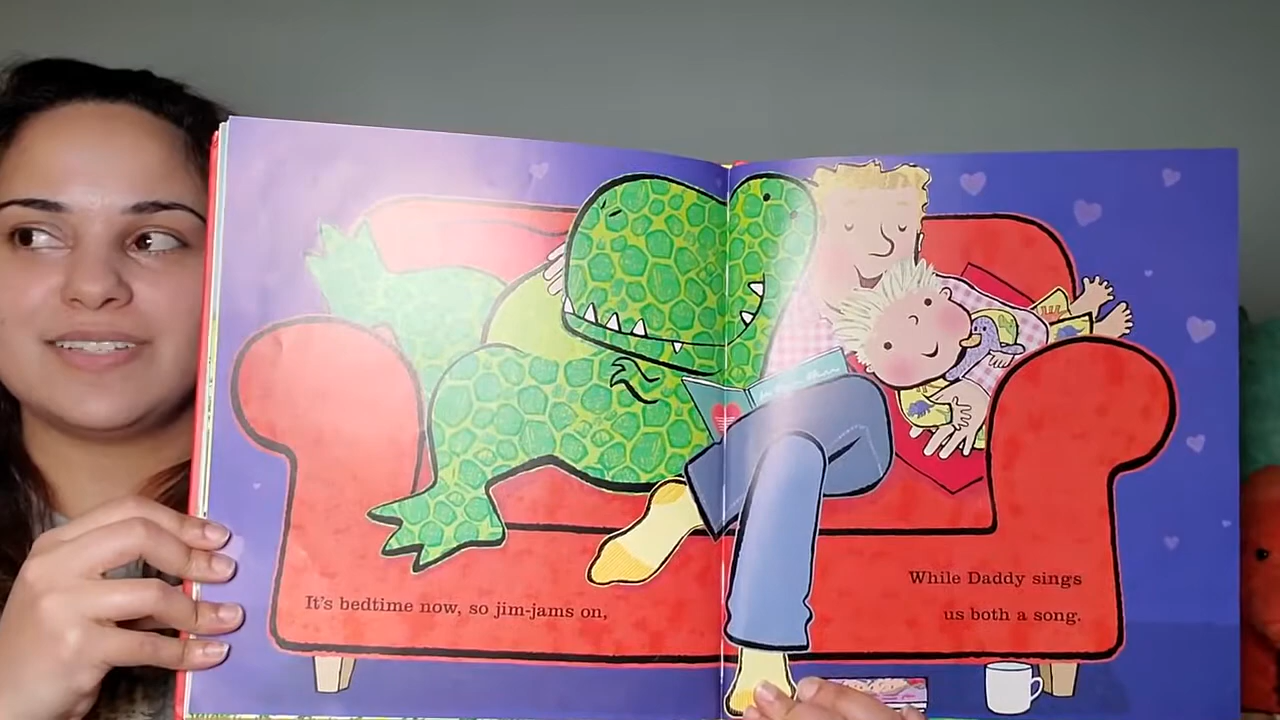 It's bedtime now, so jim-jams on,
While Daddy sings
us both a song.